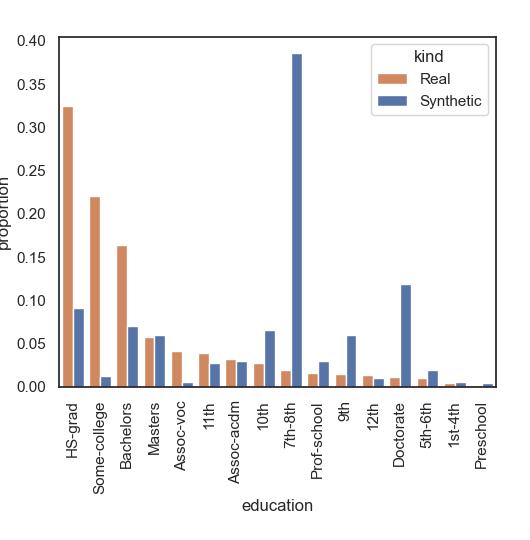 kind
Real
Synthetic
proportion
0.40
0.35
0.30
0.25
0.20
0.15
0.10
0.05
0.00
HS-grad
Some-college
Bachelors
Masters
Assoc-voc
11th
Assoc-acdm
10th
7th-8th
Prof-school
9th
12th
Doctorate
5th-6th
1st-4th
Preschool
education